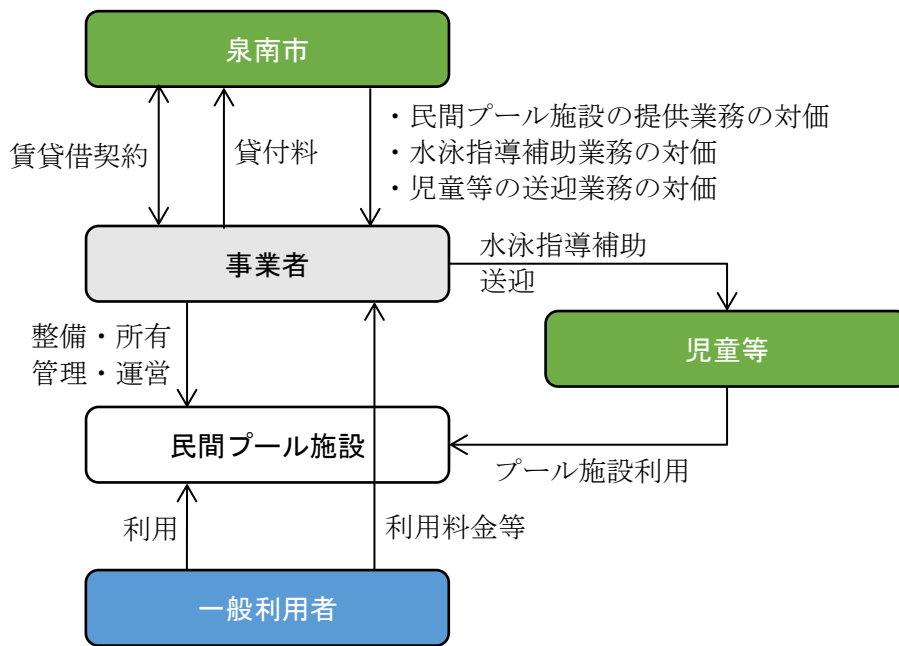 泉南市
賃貸借契約
貸付料
・民間プール施設の提供業務の対価
・水泳指導補助業務の対価
・児童等の送迎業務の対価
事業者
水泳指導補助
送迎
整備・所有
管理・運営
児童等
民間プール施設
プール施設利用
利用
利用料金等
一般利用者